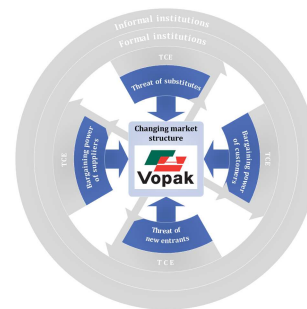 Informal institutions
Formal institutions
TCE
Threat of substitutes
Changing market
structure
Vopak
Bargaining power
of suppliers
TCE
Bargaining power
of customers
TCE
Threat of
new entrants
TCE